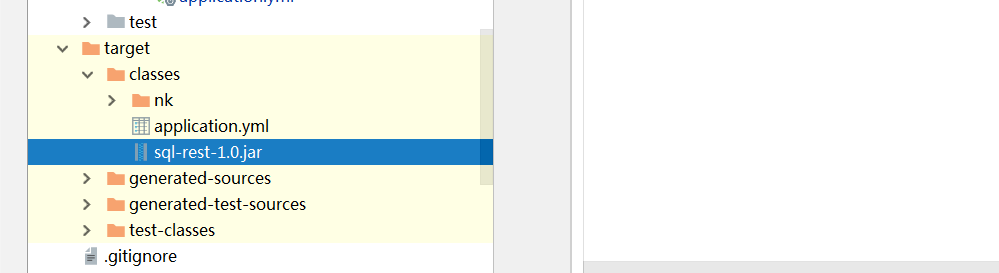 test
target
classes
nk
application.yml
sql-rest-1.0.jar
generated-sources
generated-test-sources
test-classes
.gitignore